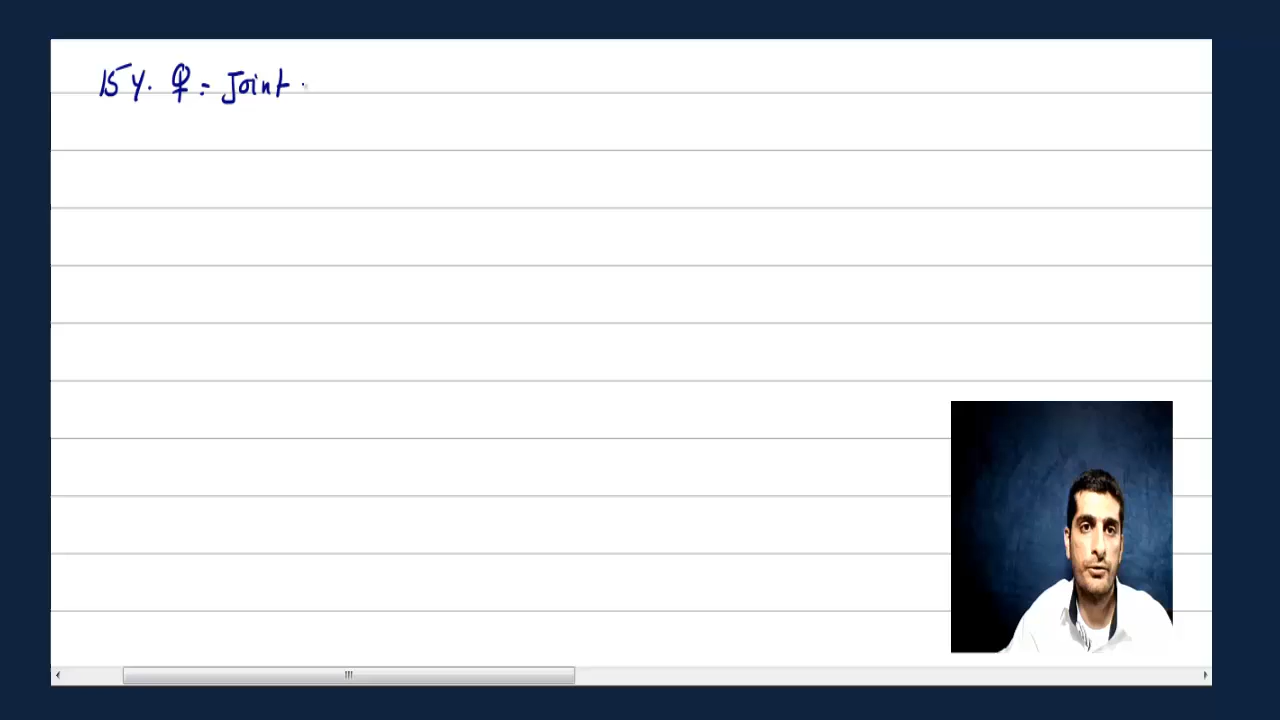 15 Y. ♀ = Joint